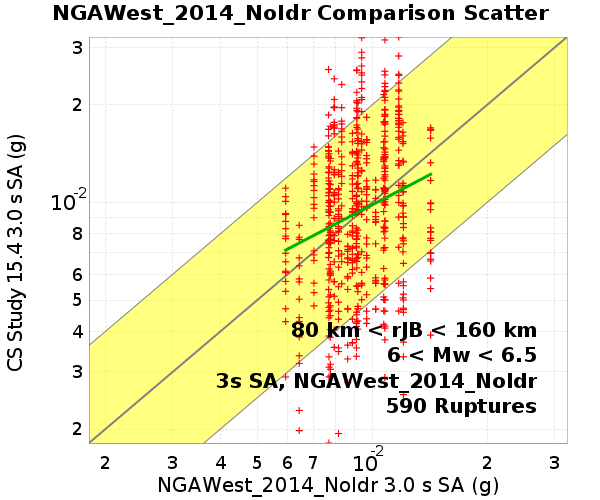 NGAWest_2014_NoIdr Comparison Scatter
CS Study 15.4 3.0 s SA (g)
3
2
10-2
8
6
5
4
3
2
80 km < rJB < 160 km
6 < Mw < 6.5
3s SA, NGAWest_2014_NoIdr
590 Ruptures
2 3 4 5 6 7 10-2 2 3
NGAWest_2014_NoIdr 3.0 s SA (g)